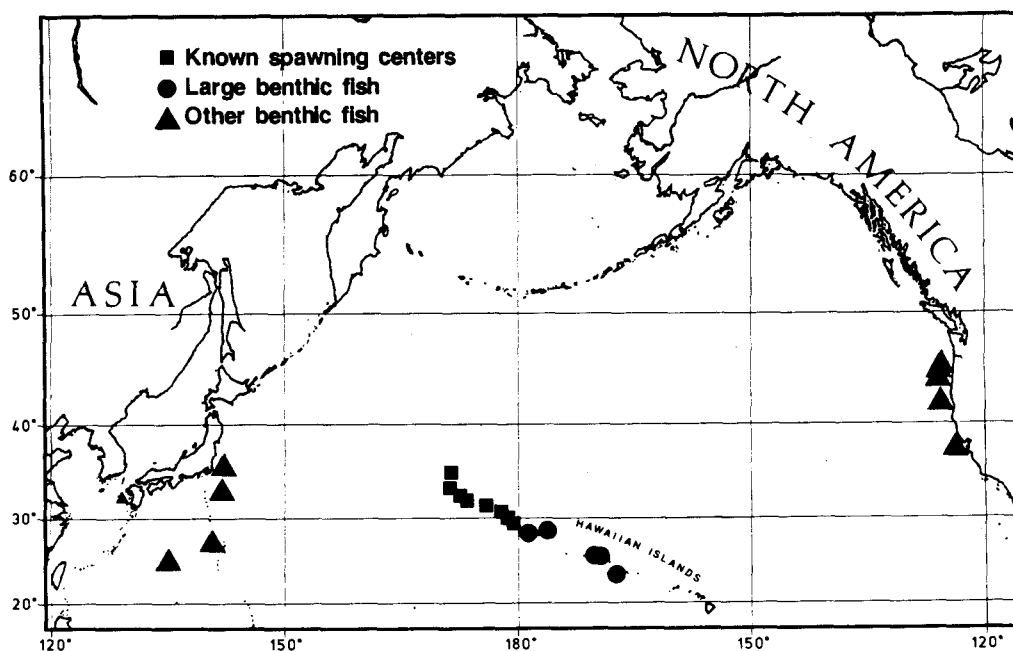 ■ Known spawning centers
● Large benthic fish
▲ Other benthic fish
NORTH AMERICA
ASIA
HAWAIIAN ISLANDS
60°
50°
40°
30°
20°
120° 150° 180° 150° 120°